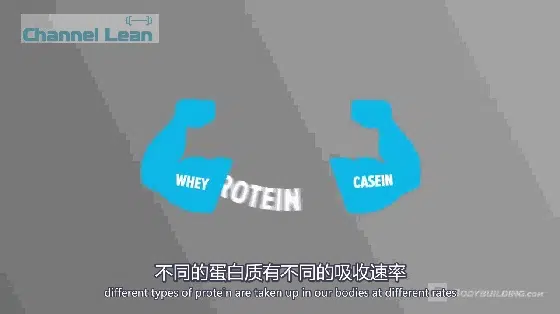 Channel Lean
WHEY
ROTEIN
CASEIN
不同的蛋白质有不同的吸收速率
different types of protein are taken up in our bodies at different rates
ODYBUILDING.com